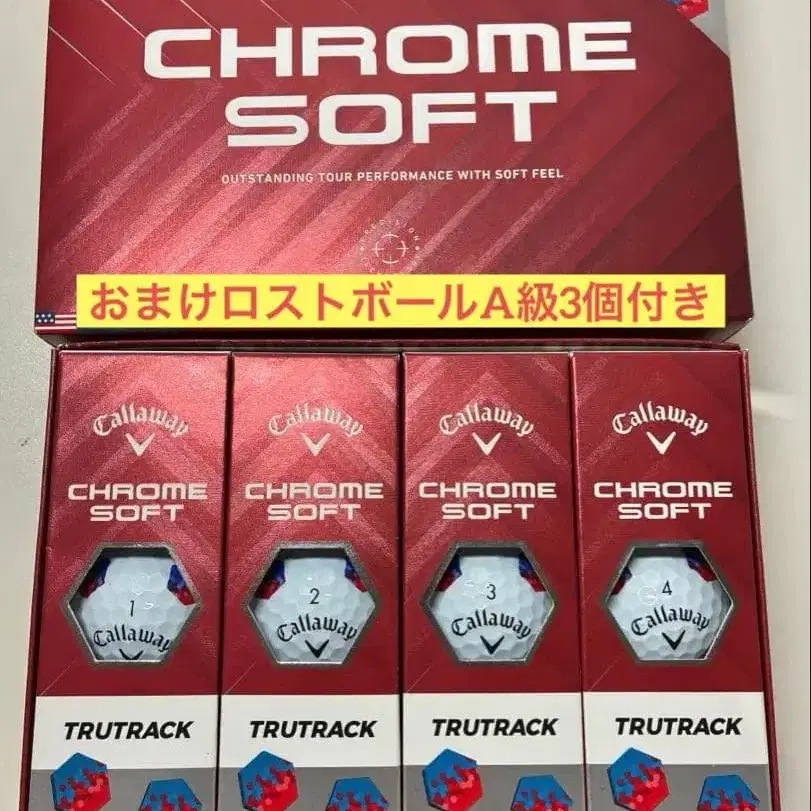 CHROME
SOFT
OUTSTANDING TOUR PERFORMANCE WITH SOFT FEEL
PRECISION
おまけロストボールA級3個付き
Callaway
CHROME
SOFT
1
Callaway
TRUTRACK
Callaway
CHROME
SOFT
2
Callaway
TRUTRACK
Callaway
CHROME
SOFT
3
Callaway
TRUTRACK
Callaway
CHROME
SOFT
4
Callaway
TRUTRACK